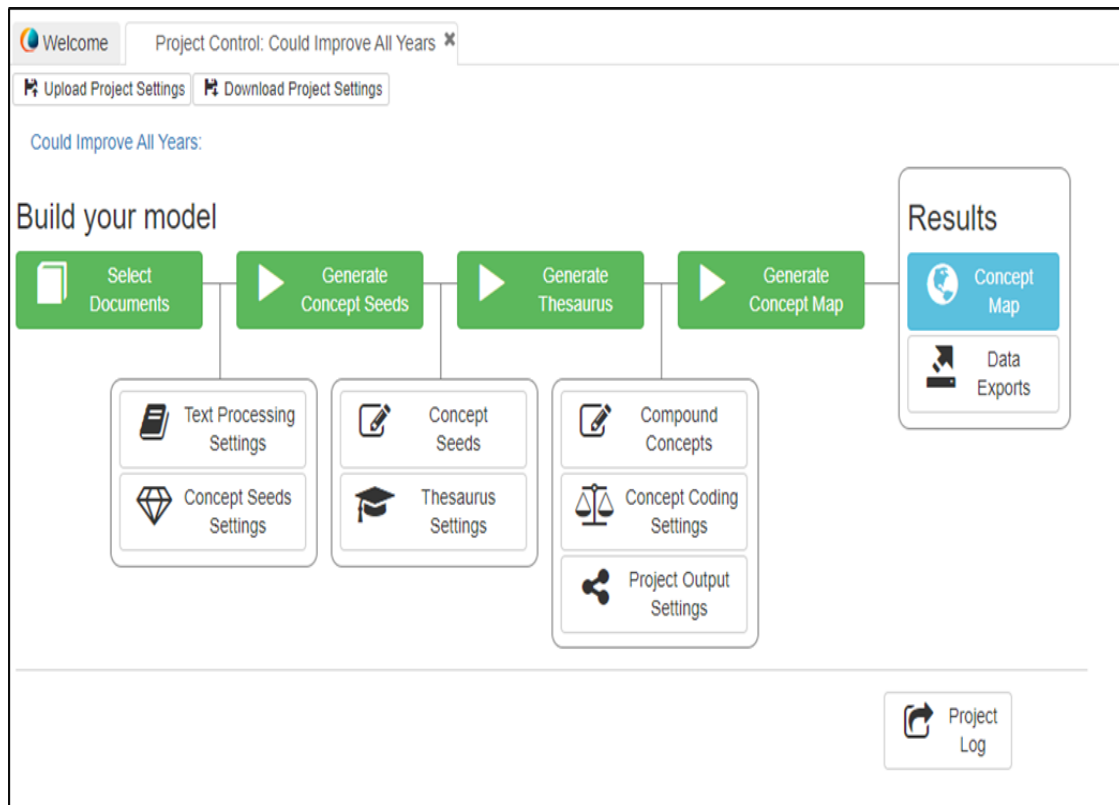 Welcome
Project Control: Could Improve All Years ×
Upload Project Settings
Download Project Settings
Could Improve All Years:
Build your model
Results
Select
Documents
Generate
Concept Seeds
Generate
Thesaurus
Generate
Concept Map
Concept
Map
Data
Exports
Text Processing
Settings
Concept Seeds
Settings
Concept
Seeds
Thesaurus
Settings
Compound
Concepts
Concept Coding
Settings
Project Output
Settings
Project
Log